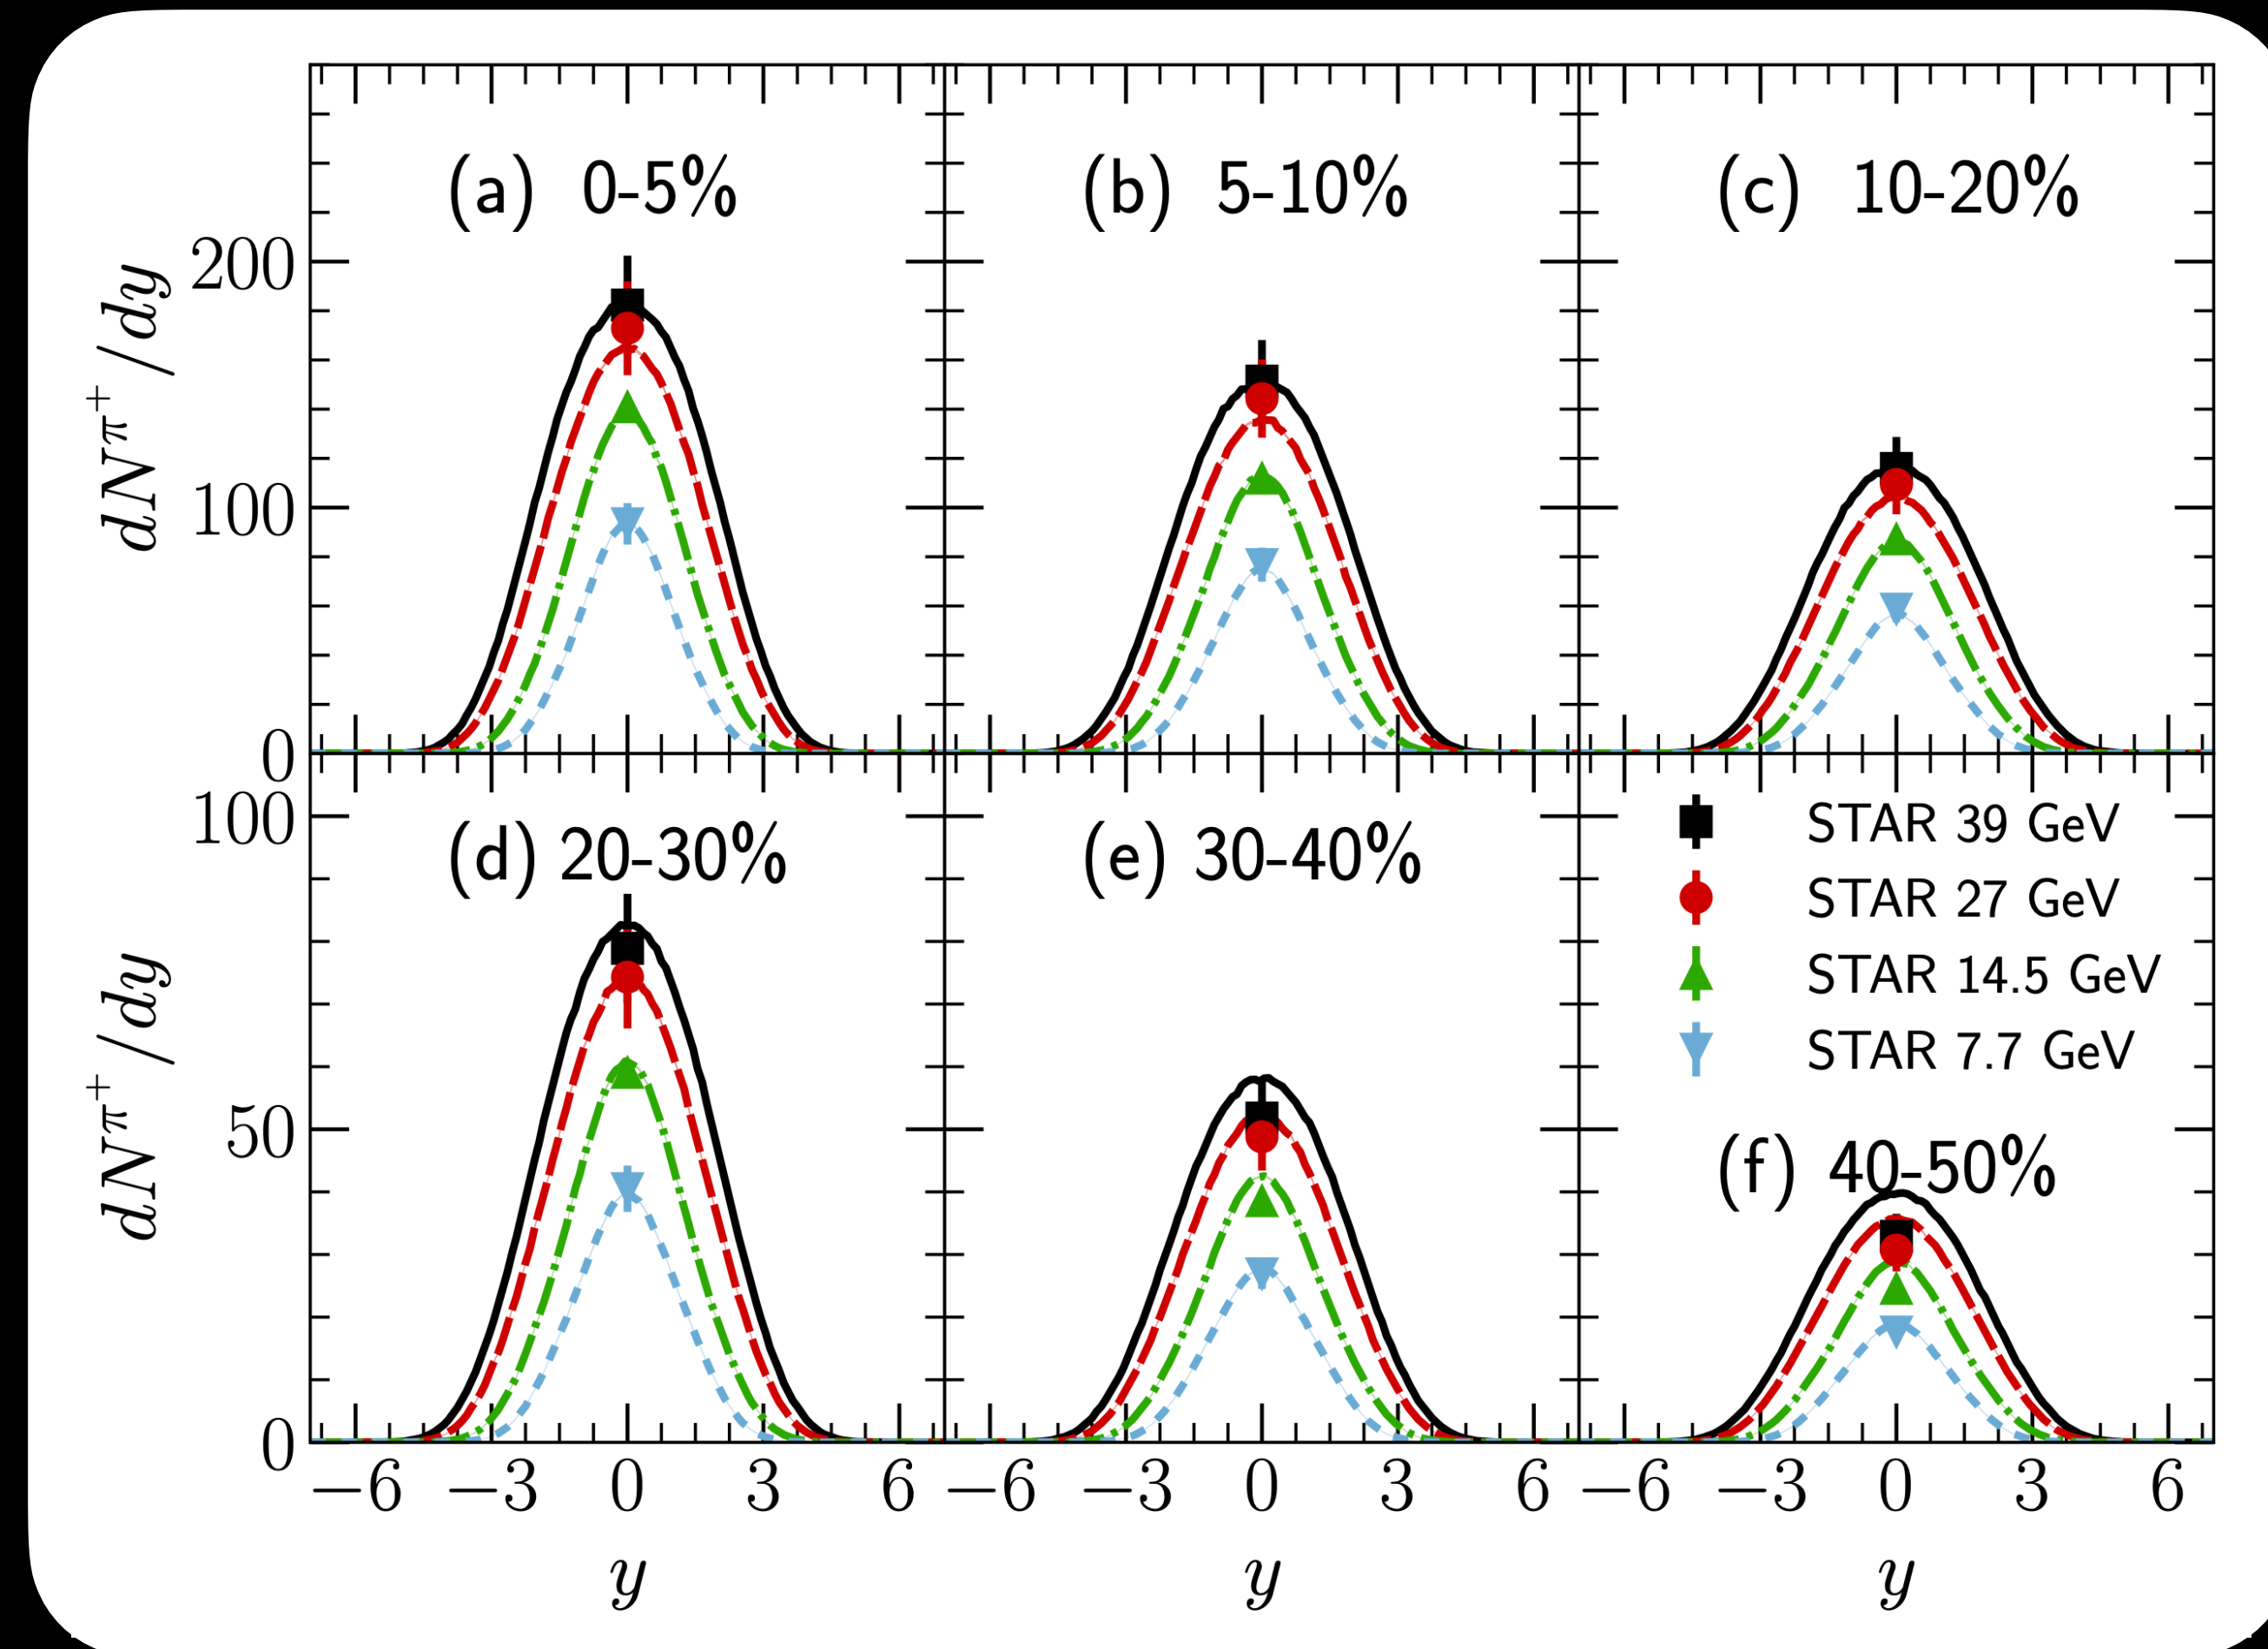 (a) 0-5%
(b) 5-10%
(c) 10-20%
200
100
0
dNπ⁺/dy
(d) 20-30%
(e) 30-40%
STAR 39 GeV
STAR 27 GeV
STAR 14.5 GeV
STAR 7.7 GeV
(f) 40-50%
100
50
0
dNπ⁺/dy
−6 −3 0 3 6 −6 −3 0 3 6 −6 −3 0 3 6
y y y